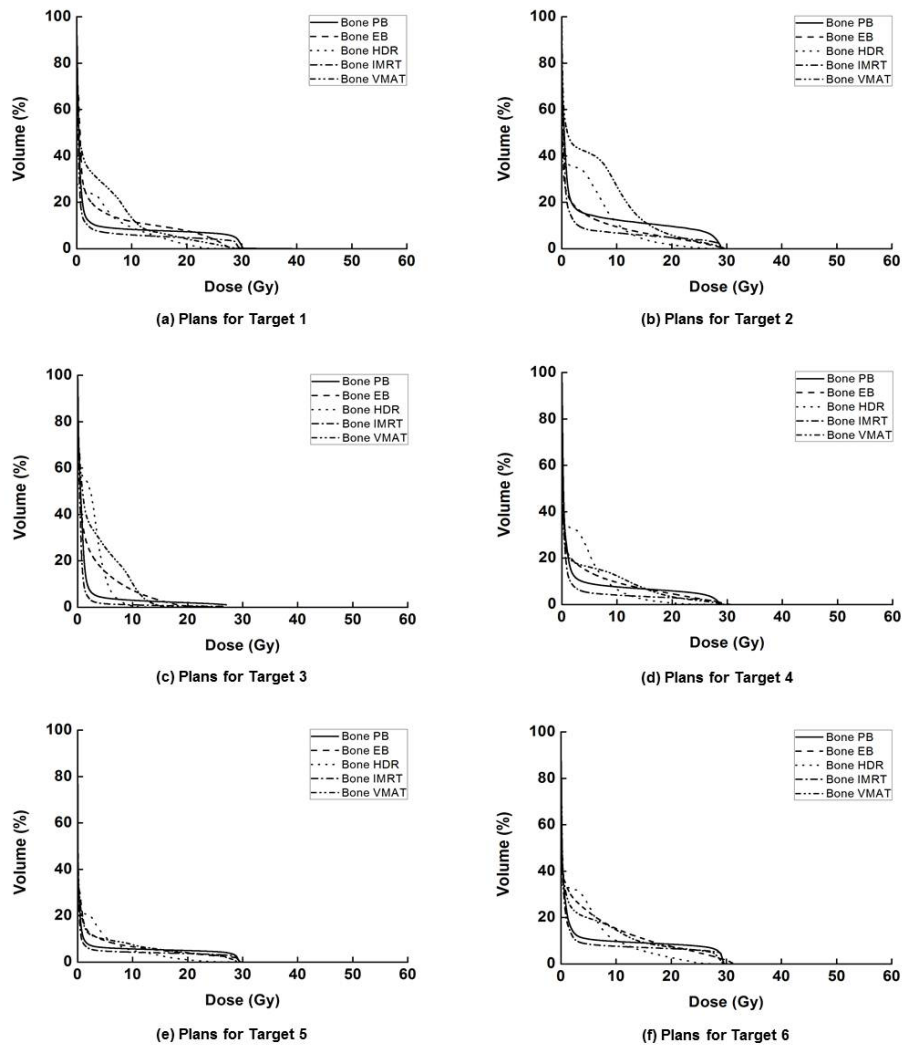 100
80
60
40
20
0
Volume (%)
0 10 20 30 40 50 60
Dose (Gy)
Bone PB
Bone EB
Bone HDR
Bone IMRT
Bone VMAT
(a) Plans for Target 1
100
80
60
40
20
0
Volume (%)
0 10 20 30 40 50 60
Dose (Gy)
Bone PB
Bone EB
Bone HDR
Bone IMRT
Bone VMAT
(b) Plans for Target 2
100
80
60
40
20
0
Volume (%)
0 10 20 30 40 50 60
Dose (Gy)
Bone PB
Bone EB
Bone HDR
Bone IMRT
Bone VMAT
(c) Plans for Target 3
100
80
60
40
20
0
Volume (%)
0 10 20 30 40 50 60
Dose (Gy)
Bone PB
Bone EB
Bone HDR
Bone IMRT
Bone VMAT
(d) Plans for Target 4
100
80
60
40
20
0
Volume (%)
0 10 20 30 40 50 60
Dose (Gy)
Bone PB
Bone EB
Bone HDR
Bone IMRT
Bone VMAT
(e) Plans for Target 5
100
80
60
40
20
0
Volume (%)
0 10 20 30 40 50 60
Dose (Gy)
Bone PB
Bone EB
Bone HDR
Bone IMRT
Bone VMAT
(f) Plans for Target 6